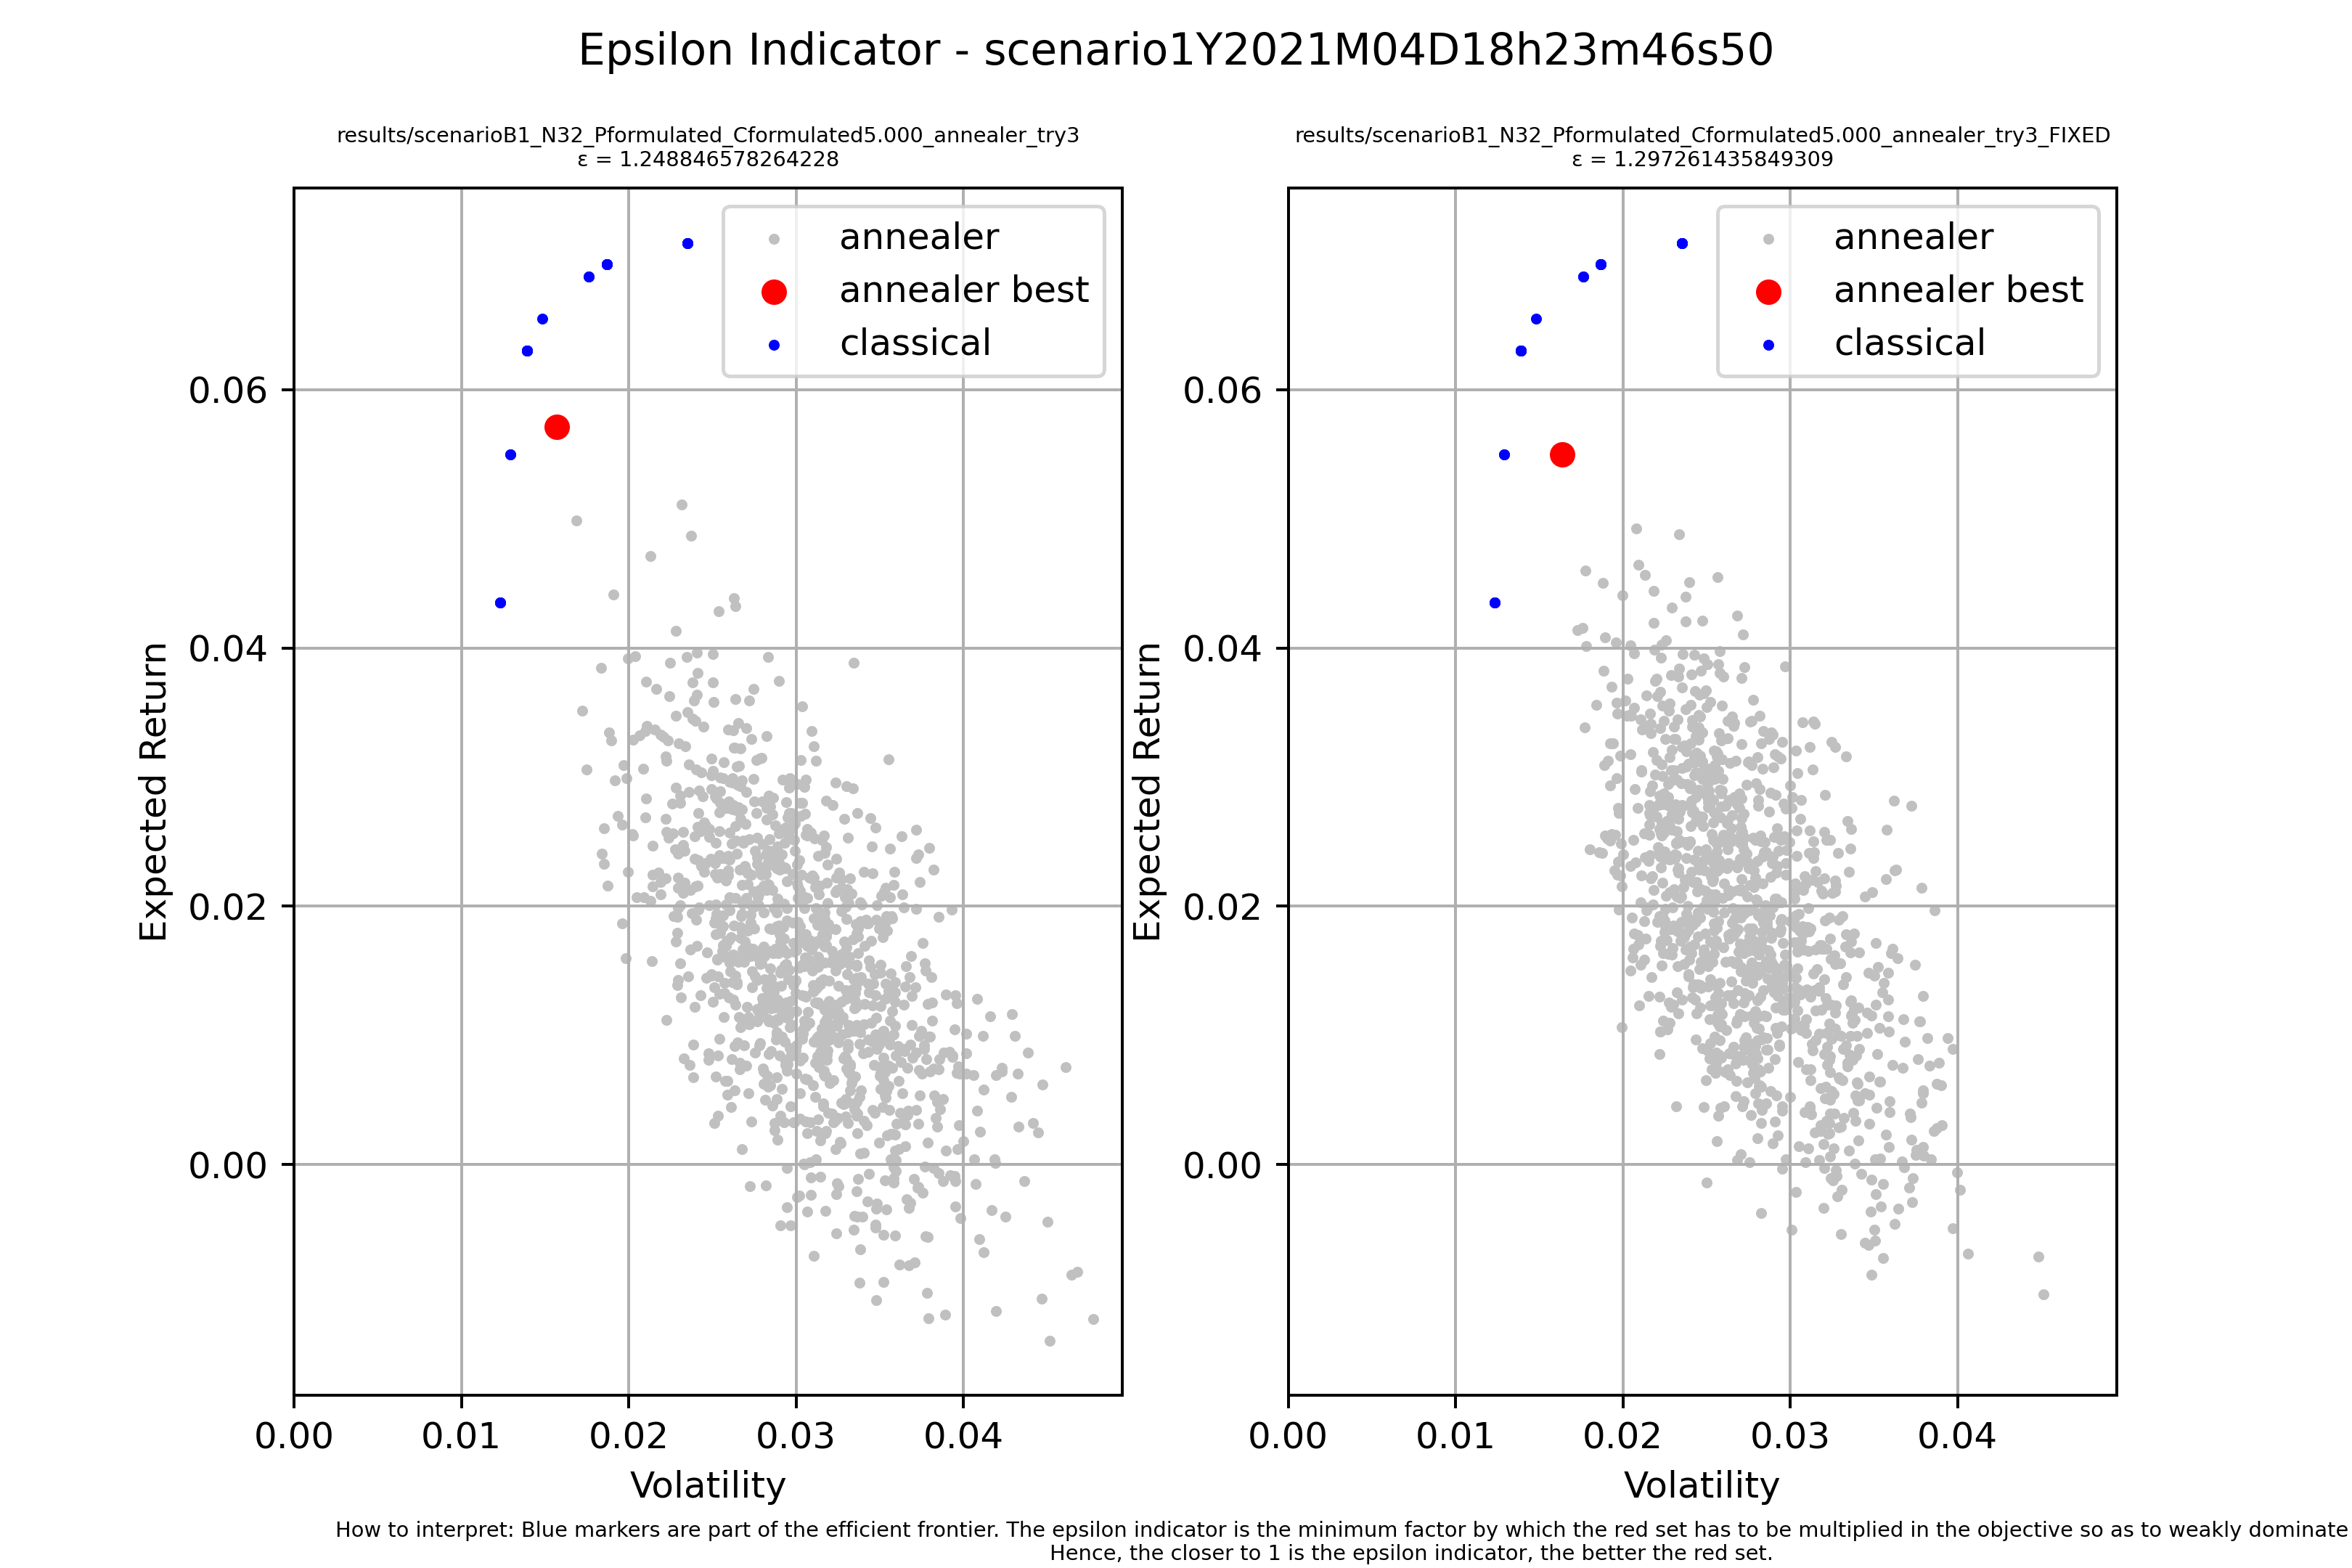 Epsilon Indicator - scenario1Y2021M04D18h23m46s50
results/scenarioB1_N32_Pformulated_Cformulated5.000_annealer_try3
ε = 1.248846578264228
annealer
annealer best
classical
0.06
0.04
0.02
0.00
Expected Return
0.00 0.01 0.02 0.03 0.04
Volatility
results/scenarioB1_N32_Pformulated_Cformulated5.000_annealer_try3_FIXED
ε = 1.297261435849309
annealer
annealer best
classical
0.06
0.04
0.02
0.00
Expected Return
0.00 0.01 0.02 0.03 0.04
Volatility
How to interpret: Blue markers are part of the efficient frontier. The epsilon indicator is the minimum factor by which the red set has to be multiplied in the objective so as to weakly dominate
Hence, the closer to 1 is the epsilon indicator, the better the red set.